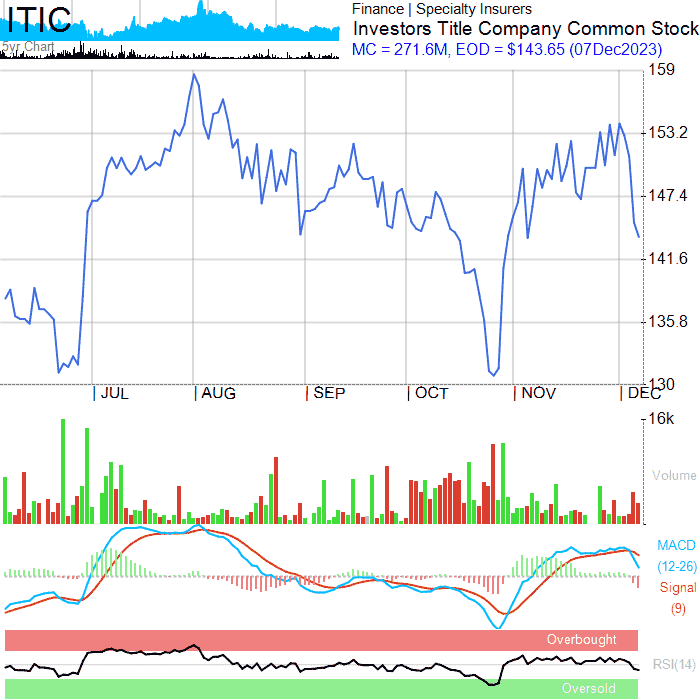 ITIC
5yr Chart
Finance | Specialty Insurers
Investors Title Company Common Stock
MC = 271.6M, EOD = $143.65 (07Dec2023)
159
153.2
147.4
141.6
135.8
130
JUL AUG SEP OCT NOV DEC
16k
Volume
MACD
(12-26)
Signal
(9)
Overbought
RSI(14)
Oversold